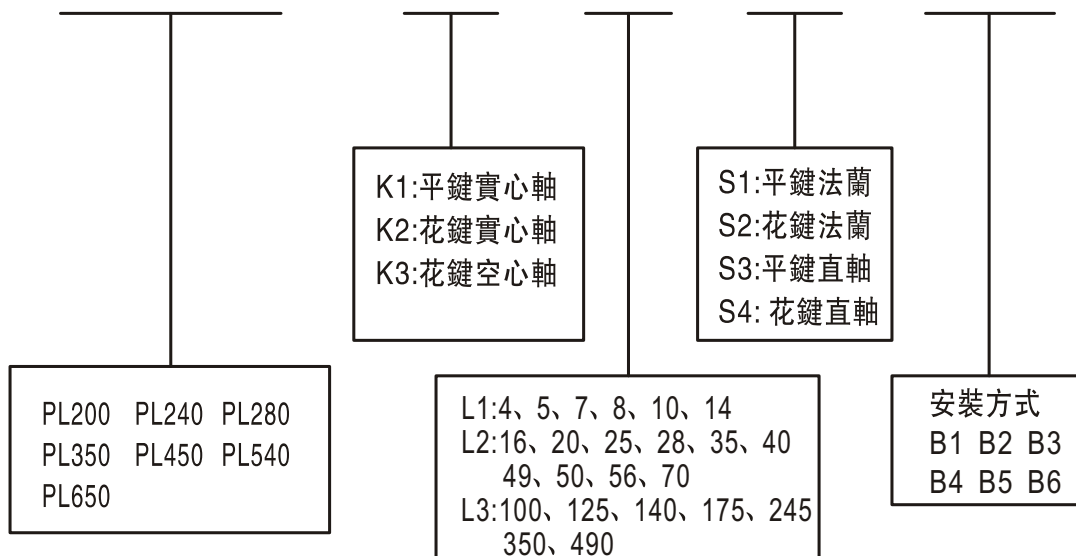 K1:平鍵實心軸
K2:花鍵實心軸
K3:花鍵空心軸
S1:平鍵法蘭
S2:花鍵法蘭
S3:平鍵直軸
S4: 花鍵直軸
PL200 PL240 PL280
PL350 PL450 PL540
PL650
L1:4、5、7、8、10、14
L2:16、20、25、28、35、40
49、50、56、70
L3:100、125、140、175、245
350、490
安裝方式
B1 B2 B3
B4 B5 B6